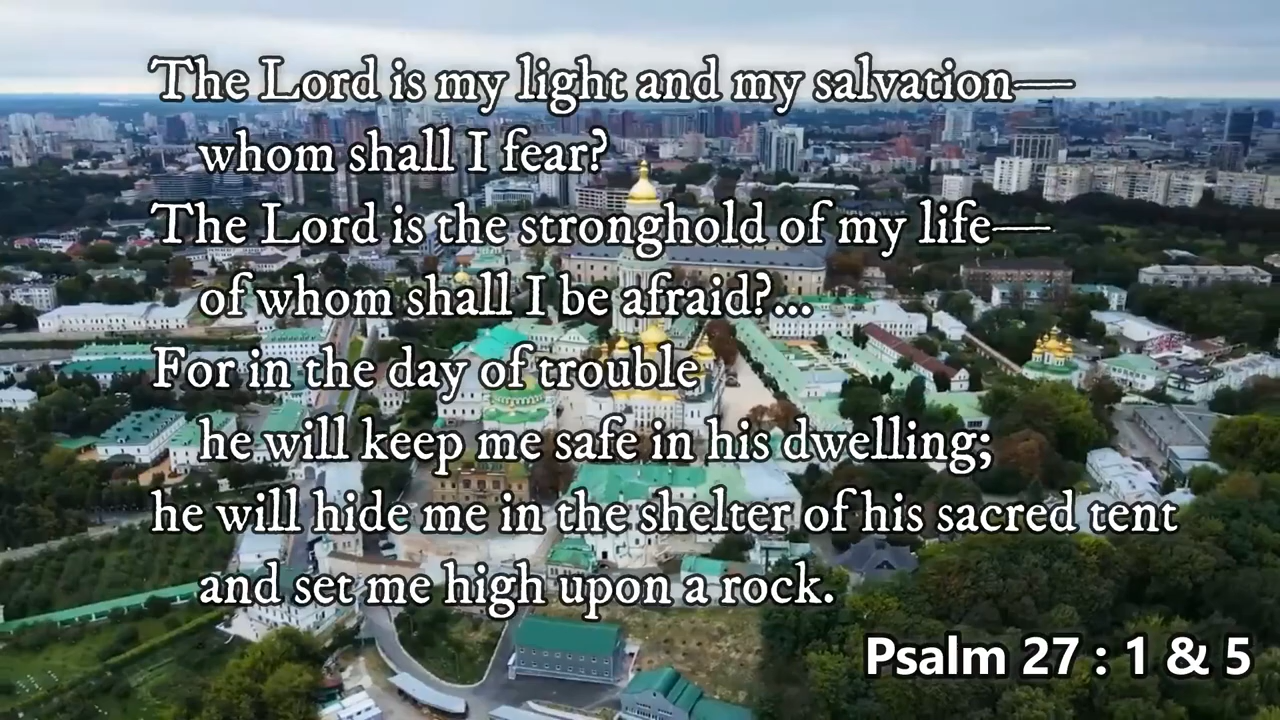 The Lord is my light and my salvation—
whom shall I fear?
The Lord is the stronghold of my life—
of whom shall I be afraid?...
For in the day of trouble
he will keep me safe in his dwelling;
he will hide me in the shelter of his sacred tent
and set me high upon a rock.
Psalm 27 : 1 & 5